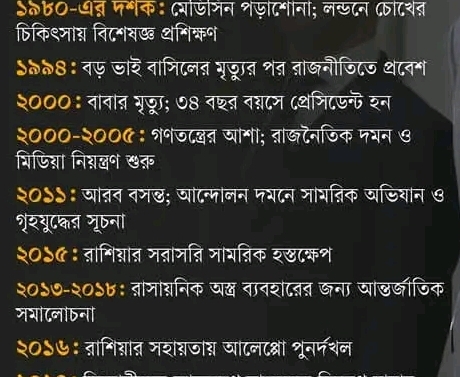 ১৯৮০-এর দশক: মেডিসিন পড়াশোনা; লন্ডনে চোখের
চিকিৎসায় বিশেষজ্ঞ প্রশিক্ষণ
১৯৯৪: বড় ভাই বাসিলের মৃত্যুর পর রাজনীতিতে প্রবেশ
২০০০: বাবার মৃত্যু; ৩৪ বছর বয়সে প্রেসিডেন্ট হন
২০০০-২০০৫: গণতন্ত্রের আশা; রাজনৈতিক দমন ও
মিডিয়া নিয়ন্ত্রণ শুরু
২০১১: আরব বসন্ত; আন্দোলন দমনে সামরিক অভিযান ও
গৃহযুদ্ধের সূচনা
২০১৫: রাশিয়ার সরাসরি সামরিক হস্তক্ষেপ
২০১৩-২০১৮: রাসায়নিক অস্ত্র ব্যবহারের জন্য আন্তর্জাতিক
সমালোচনা
২০১৬: রাশিয়ার সহায়তায় আলেপ্পো পুনর্দখল